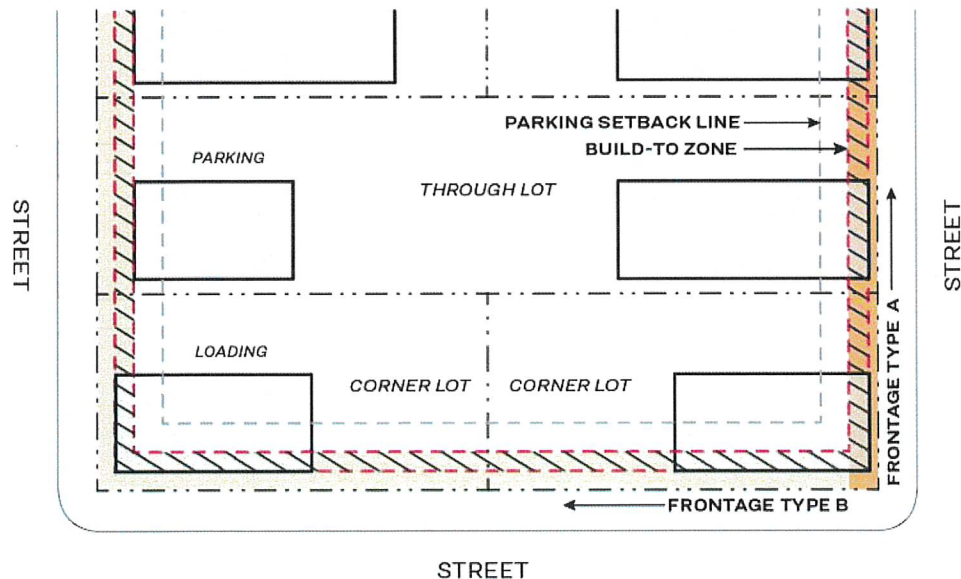 PARKING SETBACK LINE
BUILD-TO ZONE
PARKING
THROUGH LOT
STREET
STREET
LOADING
CORNER LOT
CORNER LOT
FRONTAGE TYPE A
FRONTAGE TYPE B
STREET